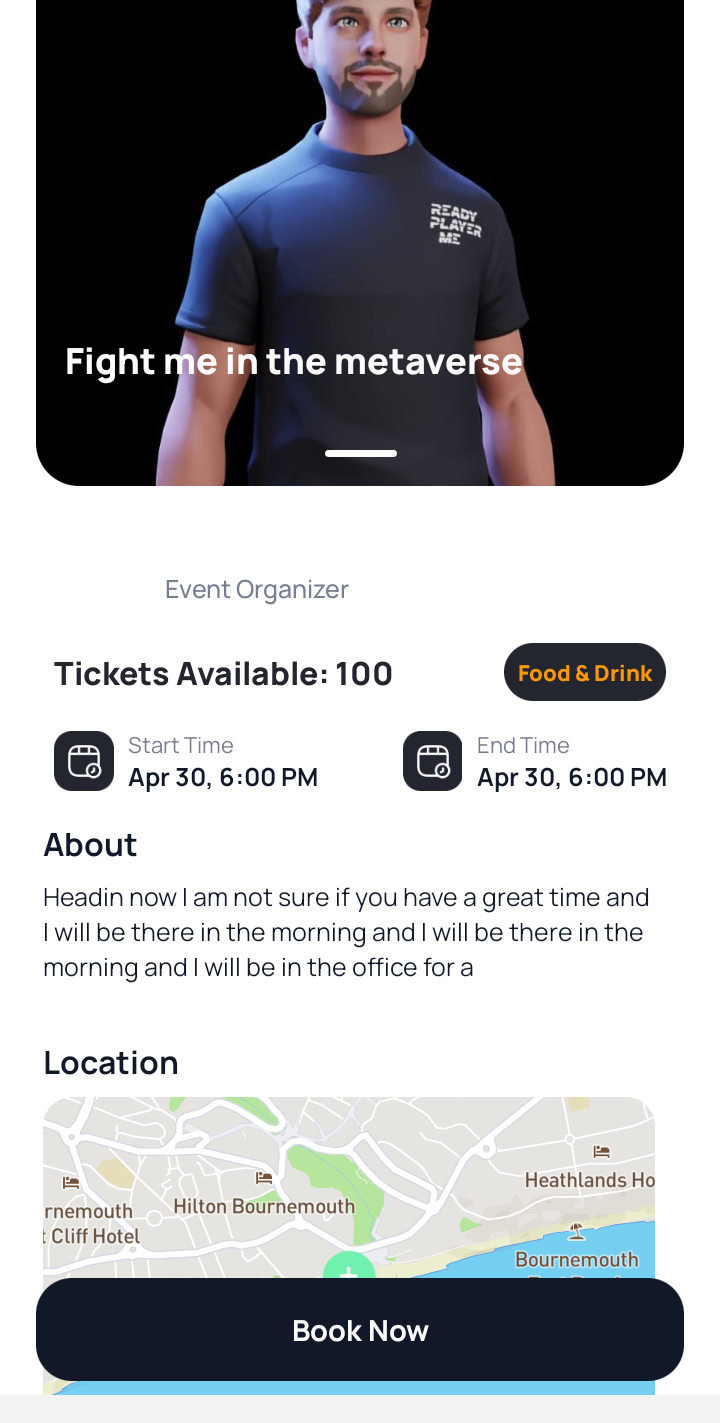 READY
PLAYER
ME
Fight me in the metaverse
Event Organizer
Tickets Available: 100
Food & Drink
Start Time
Apr 30, 6:00 PM
End Time
Apr 30, 6:00 PM
About
Headin now I am not sure if you have a great time and
I will be there in the morning and I will be there in the
morning and I will be in the office for a
Location
Heathlands Ho
Hilton Bournemouth
rnemouth
t Cliff Hotel
Bournemouth
Book Now